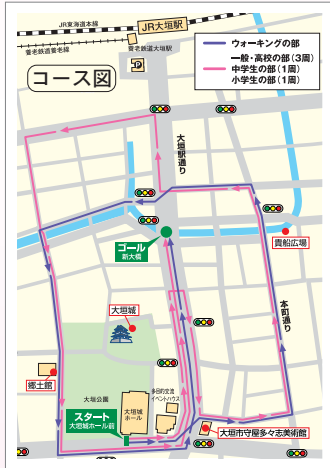 JR東海道本線
JR大垣駅
養老鉄道養老線
養老鉄道大垣駅
P
コース図
ウォーキングの部
一般・高校の部(3周)
中学生の部(1周)
小学生の部(1周)
大垣駅通り
ゴール
新大橋
貴船広場
本町通り
大垣城
郷土館
大垣公園
スタート
大垣城ホール前
大垣城
ホール
多目的交流
イベントハウス
大垣市守屋多々志美術館